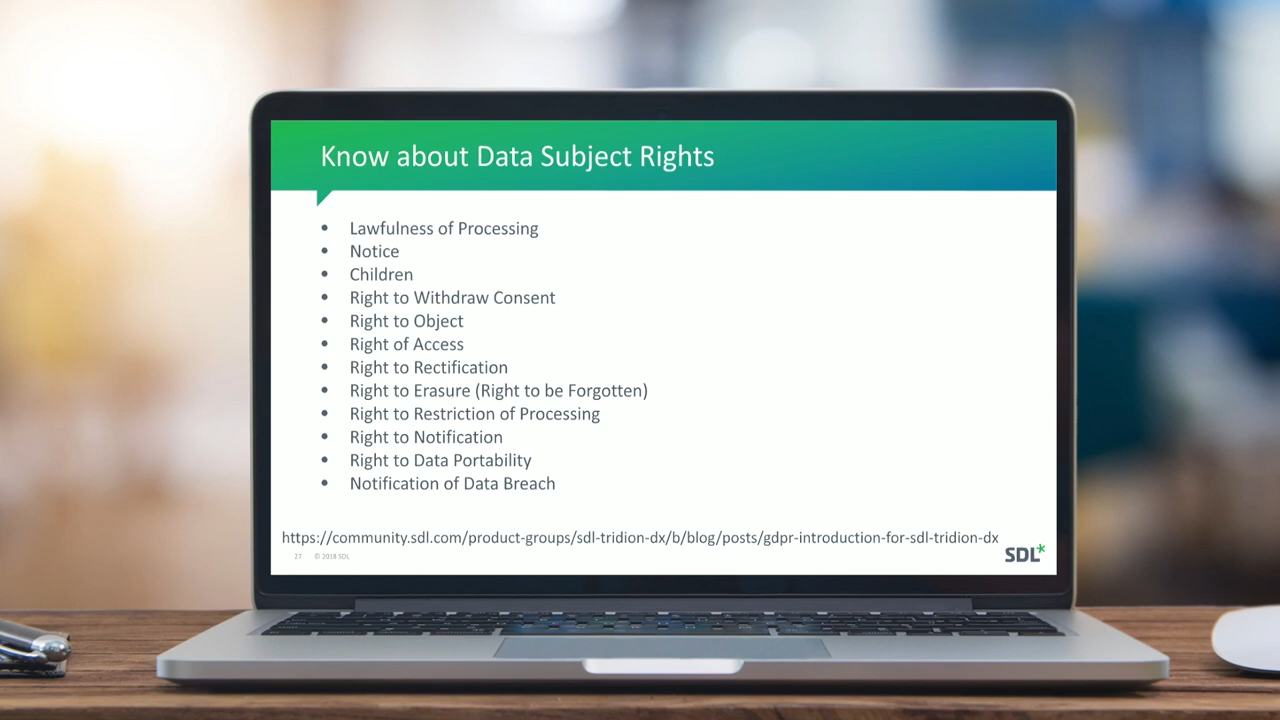 Know about Data Subject Rights
• Lawfulness of Processing
• Notice
• Children
• Right to Withdraw Consent
• Right to Object
• Right of Access
• Right to Rectification
• Right to Erasure (Right to be Forgotten)
• Right to Restriction of Processing
• Right to Notification
• Right to Data Portability
• Notification of Data Breach
https://community.sdl.com/product-groups/sdl-tridion-dx/b/blog/posts/gdpr-introduction-for-sdl-tridion-dx
27 © 2018 SDL
SDL*